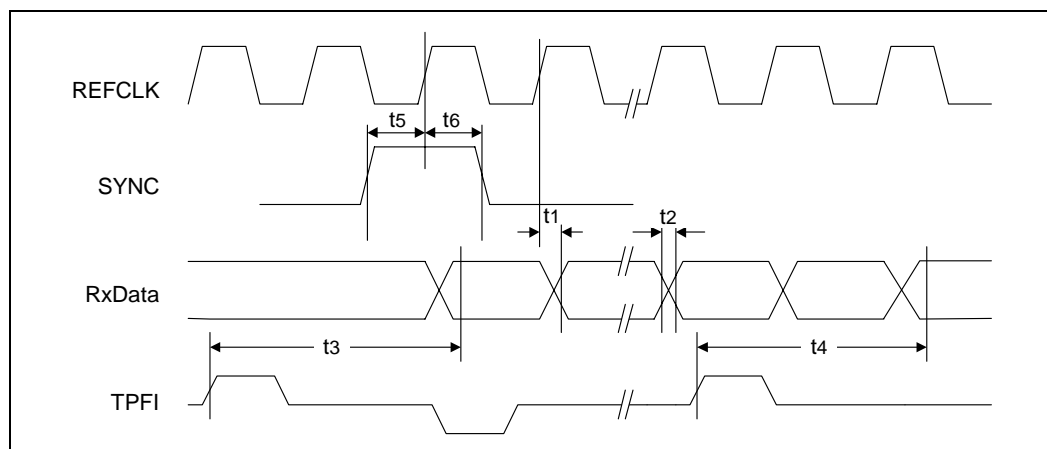 REFCLK
t5 t6
SYNC
t1 t2
RxData
t3 t4
TPFI